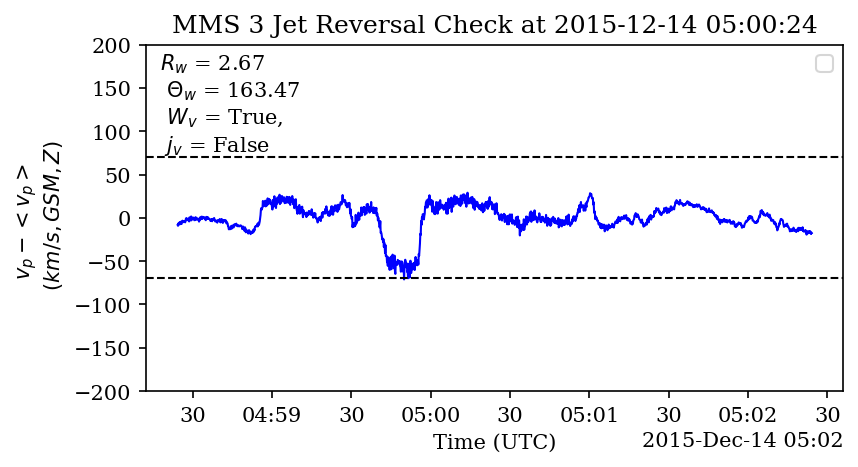 MMS 3 Jet Reversal Check at 2015-12-14 05:00:24
R_w = 2.67
Θ_w = 163.47
W_v = True,
j_v = False
v_p − < v_p >
(km/s, GSM, Z)
200
150
100
50
0
−50
−100
−150
−200
30 04:59 30 05:00 30 05:01 30 05:02 30
Time (UTC)
2015-Dec-14 05:02